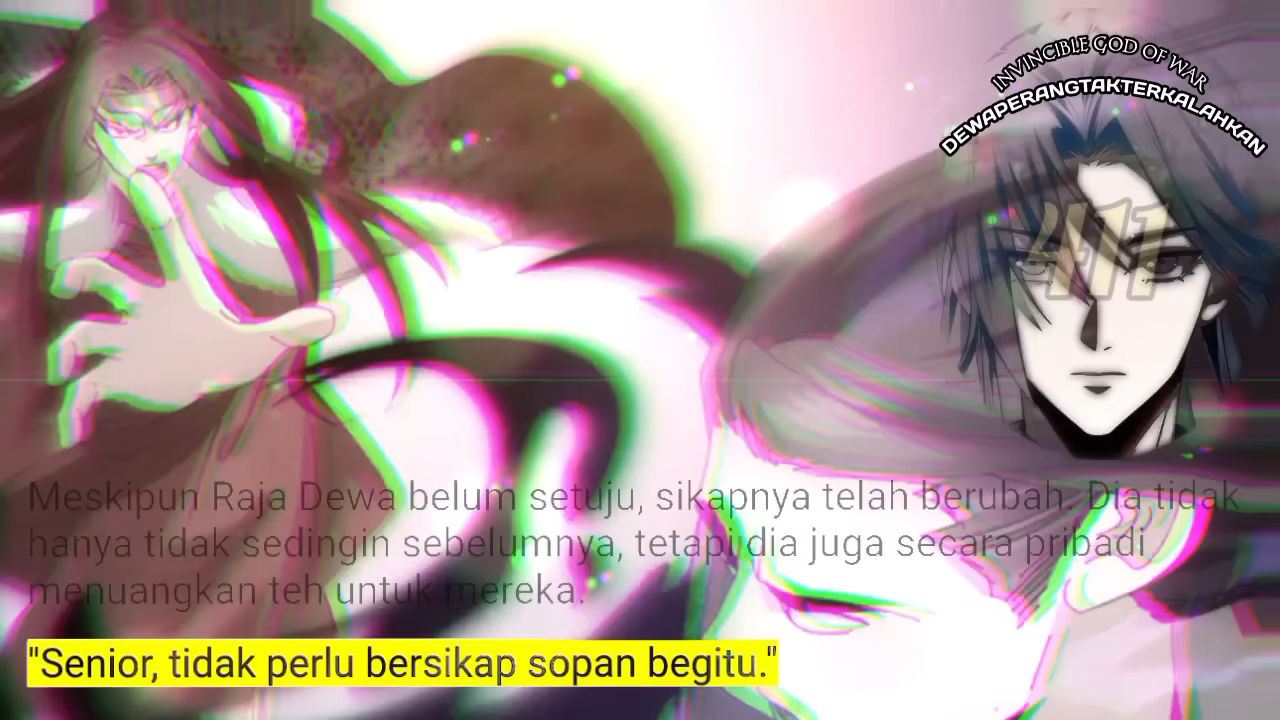 INVINCIBLE GOD OF WAR
DEWAPERANGTAKTERKALAHKAN
411
Meskipun Raja Dewa belum setuju, sikapnya telah berubah. Dia tidak
hanya tidak sedingin sebelumnya, tetapi dia juga secara pribadi
menuangkan teh untuk mereka.
"Senior, tidak perlu bersikap sopan begitu."